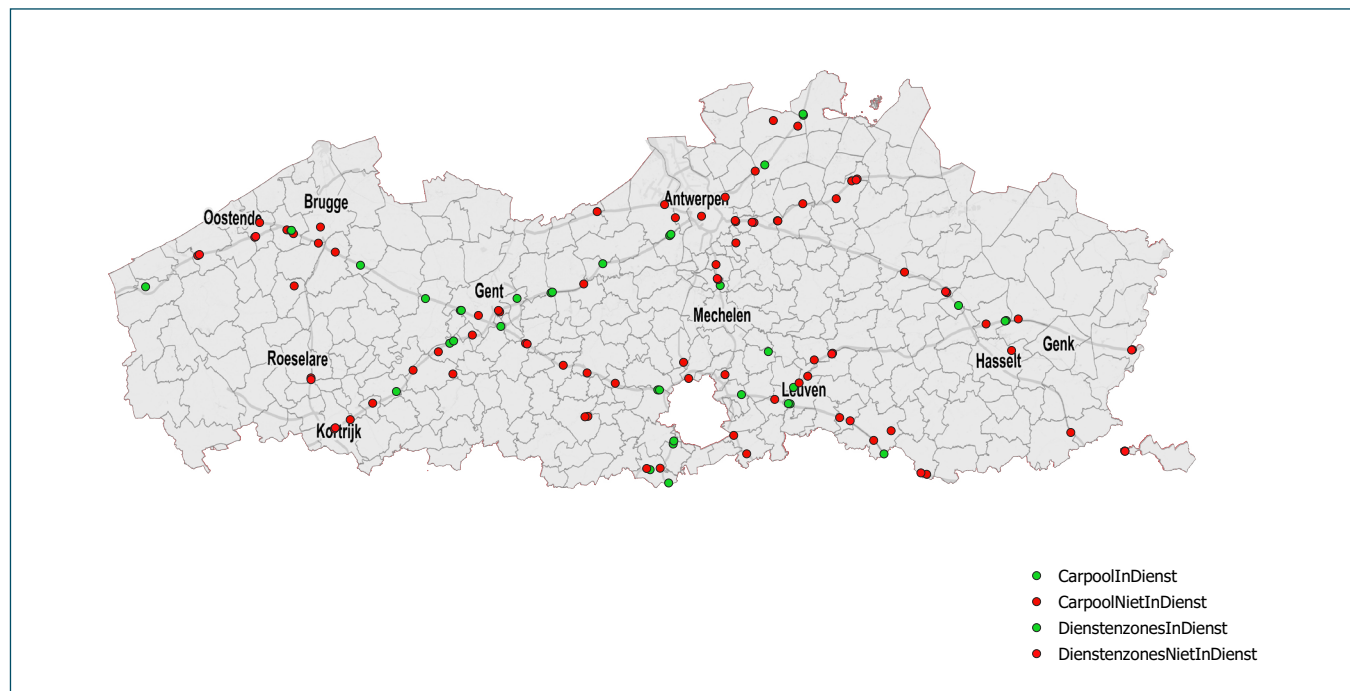 Brugge
Oostende
Antwerpen
Gent
Mechelen
Roeselare
Hasselt
Genk
Leuven
Kortrijk
CarpoolInDienst
CarpoolNietInDienst
DienstenzonesInDienst
DienstenzonesNietInDienst